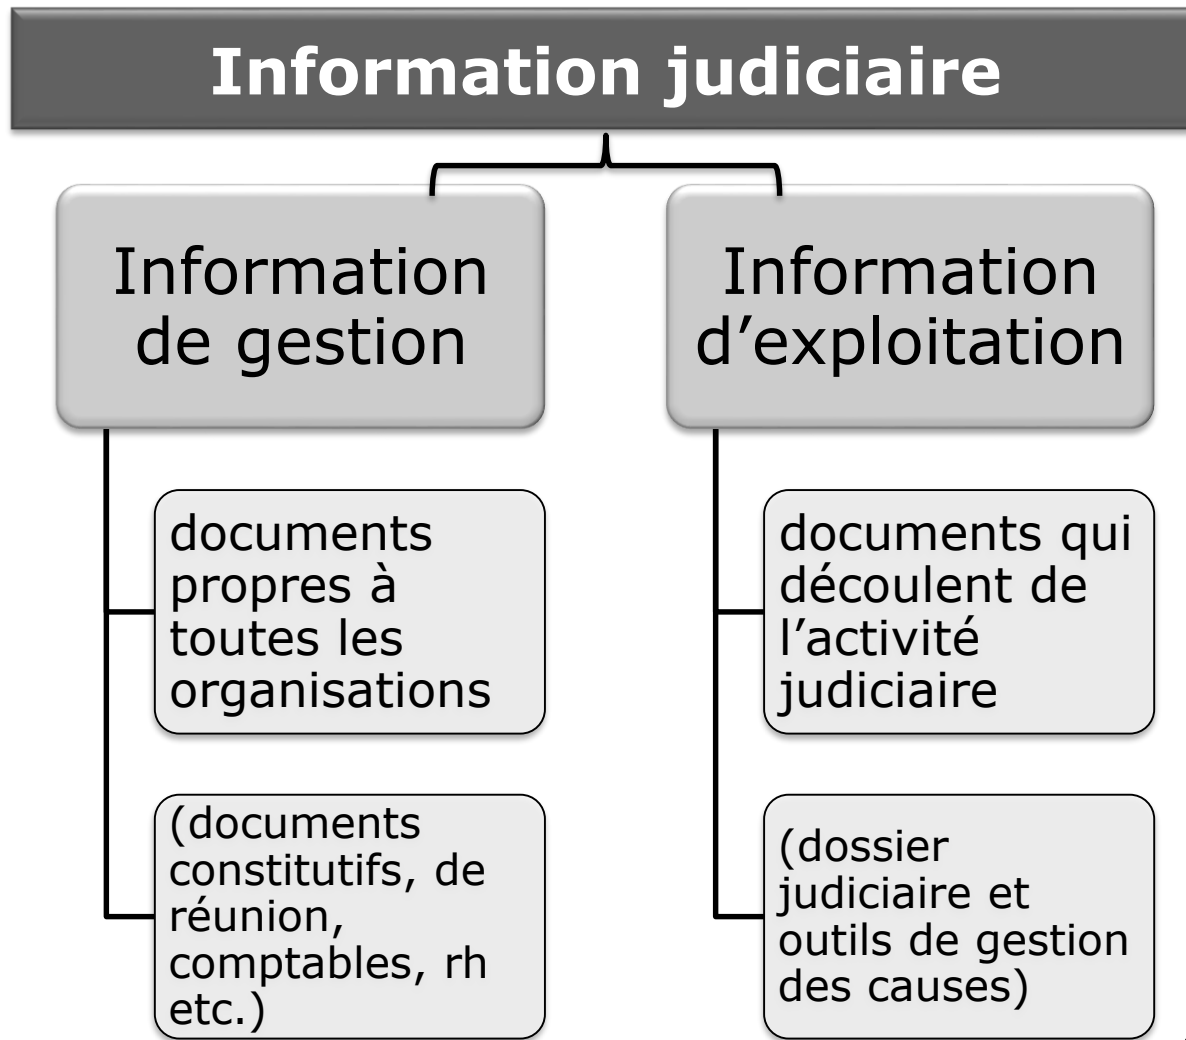 Information judiciaire
Information
de gestion
documents
propres à
toutes les
organisations
(documents
constitutifs, de
réunion,
comptables, rh
etc.)
Information
d’exploitation
documents qui
découlent de
l’activité
judiciaire
(dossier
judiciaire et
outils de gestion
des causes)